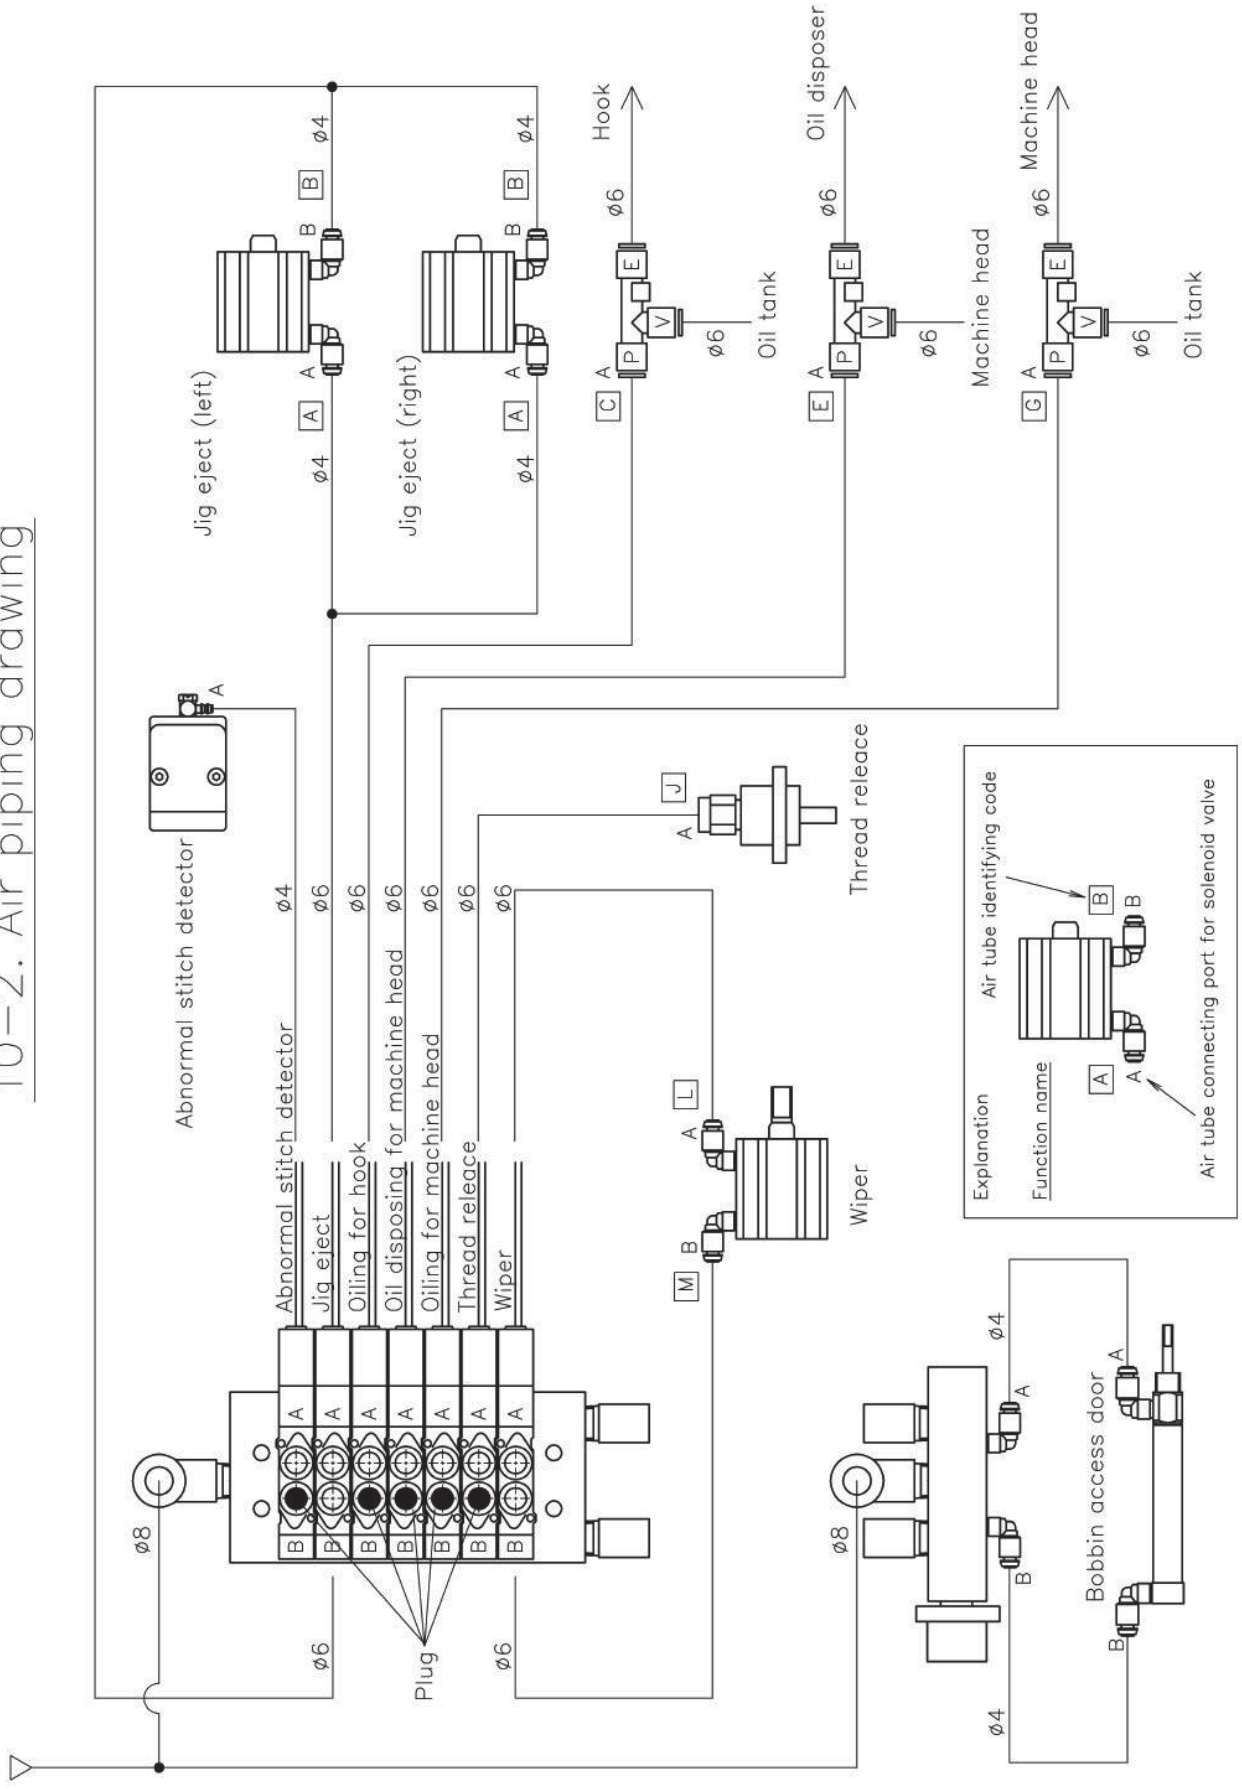 10-2. Air piping drawing
Abnormal stitch detector
A
Jig eject (left)
A
A
B
B
ø4
ø4
Jig eject (right)
A
A
B
B
ø4
ø4
C
A
P
E
V
ø6
Hook
ø6
Oil tank
E
A
P
E
V
ø6
Oil disposer
ø6
Machine head
G
A
P
E
V
ø6
Machine head
ø6
Oil tank
ø8
B
A
Abnormal stitch detector
ø4
B
A
Jig eject
ø6
B
A
Oiling for hook
ø6
B
A
Oil disposing for machine head
ø6
B
A
Oiling for machine head
ø6
B
A
Thread releace
ø6
B
A
Wiper
ø6
ø6
Plug
ø6
M
B
A
L
Wiper
A
J
Thread releace
ø8
B
A
ø4
ø4
Bobbin access door
B
A
Explanation
Function name
Air tube identifying code
A
A
B
B
Air tube connecting port for solenoid valve